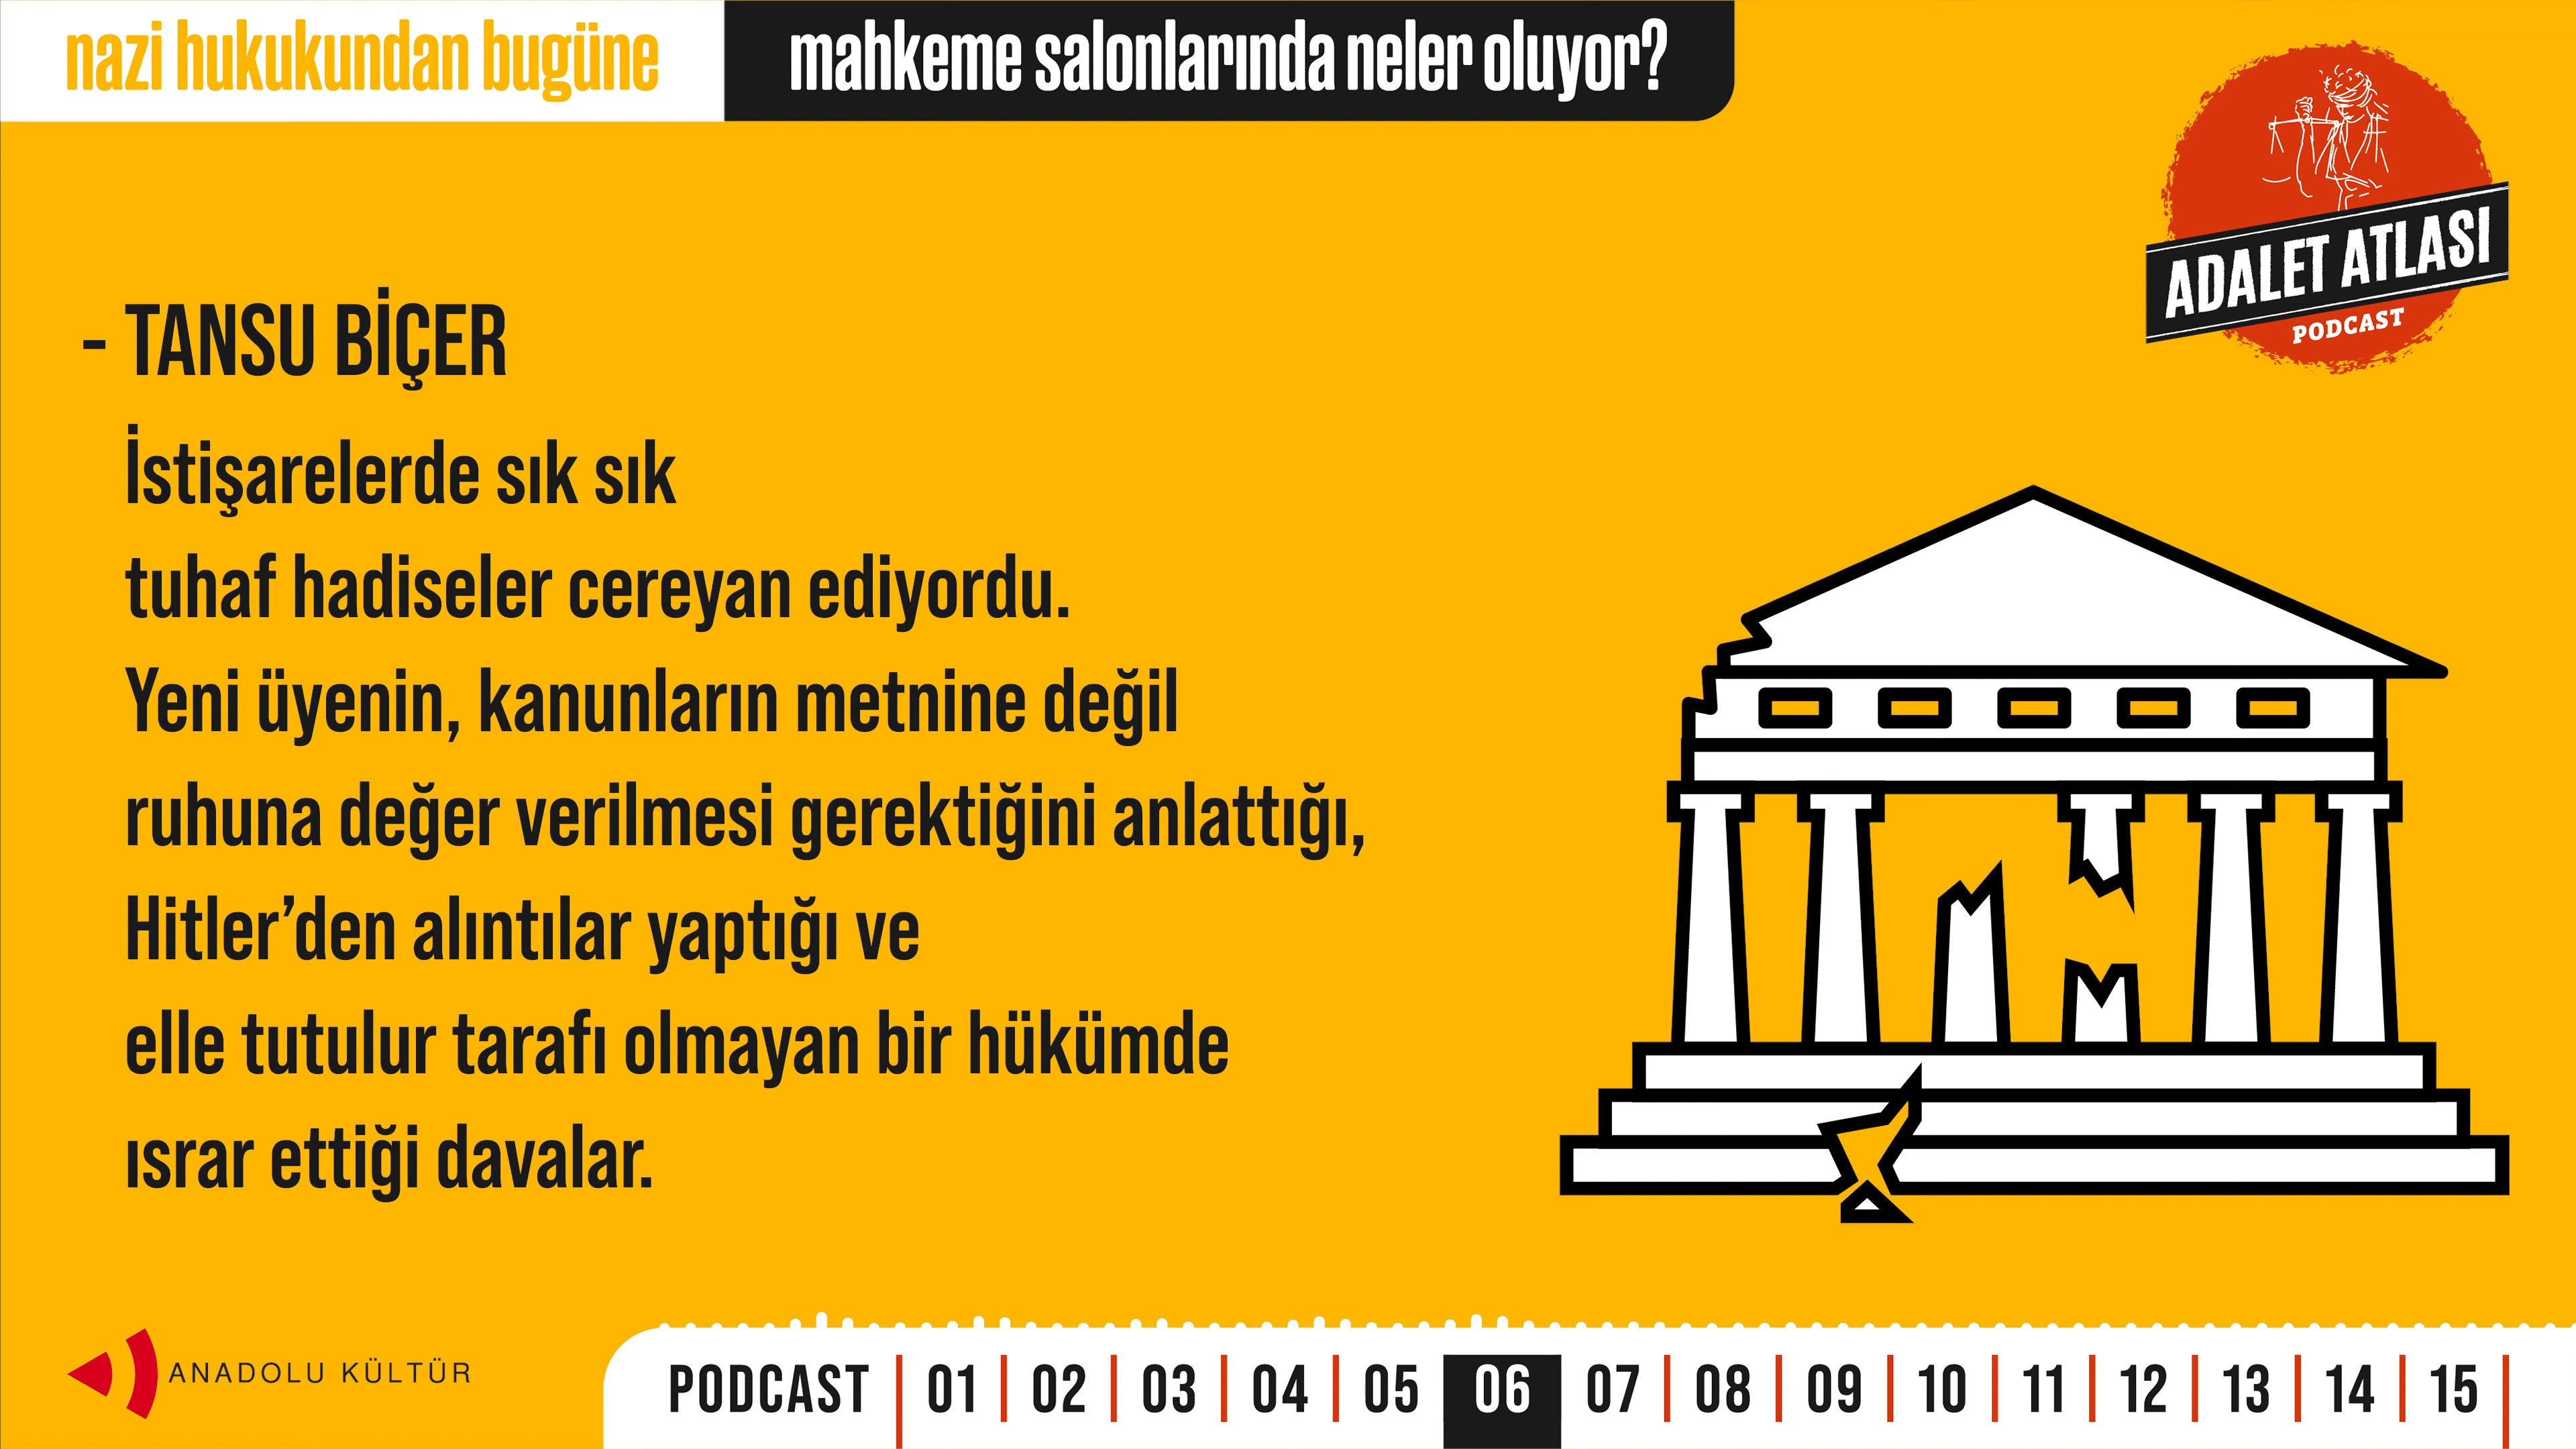 nazi hukukundan bugüne
mahkeme salonlarında neler oluyor?
ADALET ATLASI
PODCAST
- TANSU BİÇER
İstişarelerde sık sık
tuhaf hadiseler cereyan ediyordu.
Yeni üyenin, kanunların metnine değil
ruhuna değer verilmesi gerektiğini anlattığı,
Hitler’den alıntılar yaptığı ve
elle tutulur tarafı olmayan bir hükümde
ısrar ettiği davalar.
ANADOLU KÜLTÜR
PODCAST | 01 | 02 | 03 | 04 | 05 06 07 | 08 | 09 | 10 | 11 | 12 | 13 | 14 | 15 |